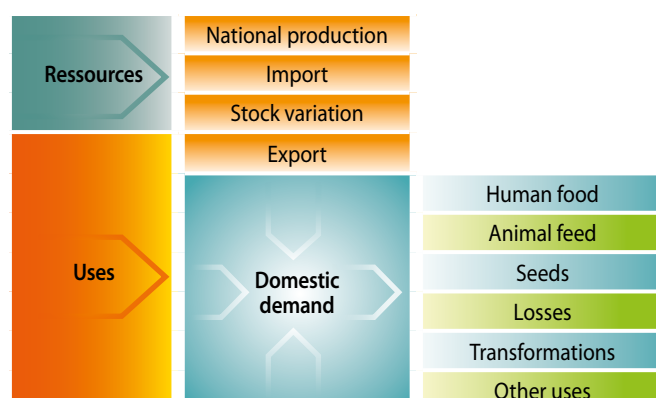 Ressources
National production
Import
Stock variation
Uses
Export
Domestic
demand
Human food
Animal feed
Seeds
Losses
Transformations
Other uses